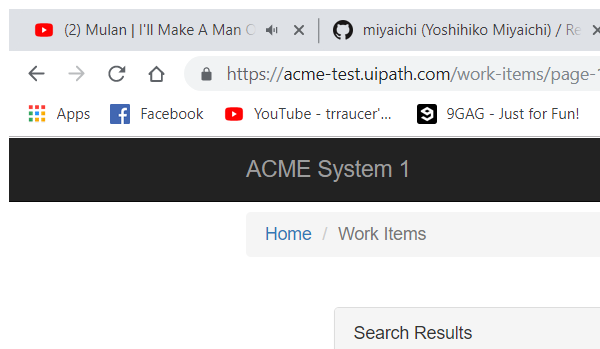 (2) Mulan | I'll Make A Man
miyaichi (Yoshihiko Miyaichi) / Re
https://acme-test.uipath.com/work-items/page-1
Apps Facebook YouTube - trraucer'... 9GAG - Just for Fun!
ACME System 1
Home / Work Items
Search Results